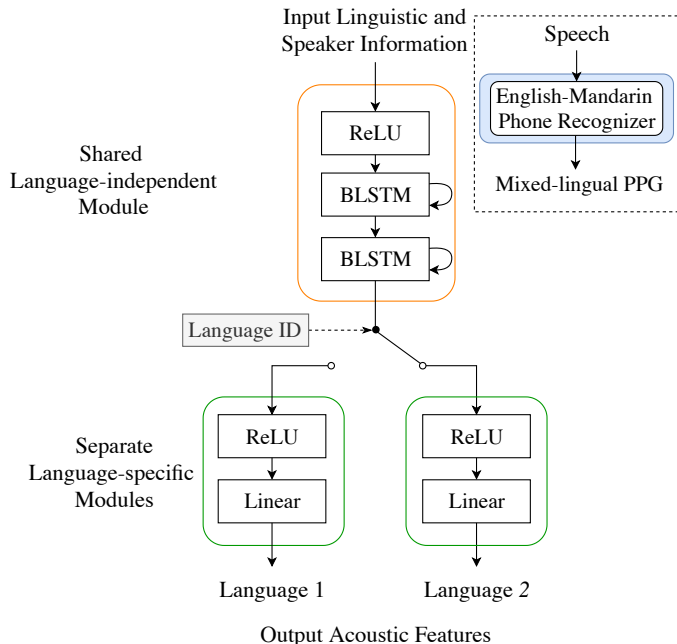 Input Linguistic and
Speaker Information
Speech
English-Mandarin
Phone Recognizer
Mixed-lingual PPG
Shared
Language-independent
Module
ReLU
BLSTM
BLSTM
Language ID
Separate
Language-specific
Modules
ReLU
Linear
ReLU
Linear
Language 1
Language 2
Output Acoustic Features